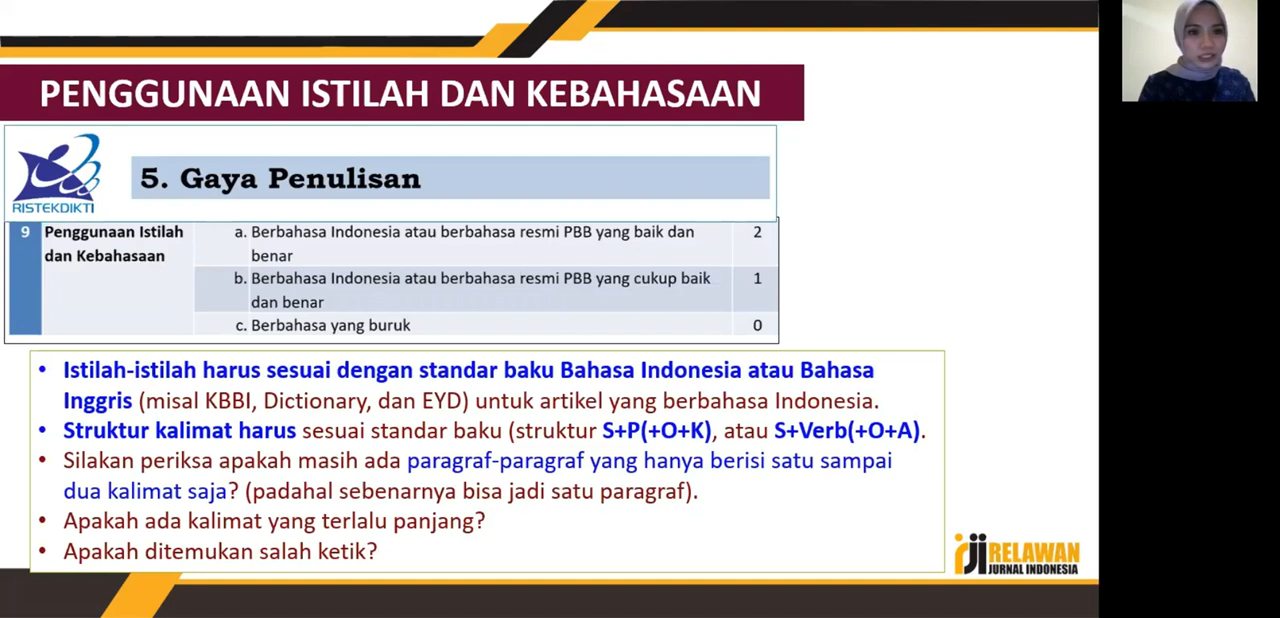 PENGGUNAAN ISTILAH DAN KEBAHASAAN
RISTEKDIKTI
5. Gaya Penulisan
9 Penggunaan Istilah dan Kebahasaan
a. Berbahasa Indonesia atau berbahasa resmi PBB yang baik dan benar 2
b. Berbahasa Indonesia atau berbahasa resmi PBB yang cukup baik dan benar 1
c. Berbahasa yang buruk 0
• Istilah-istilah harus sesuai dengan standar baku Bahasa Indonesia atau Bahasa
Inggris (misal KBBI, Dictionary, dan EYD) untuk artikel yang berbahasa Indonesia.
• Struktur kalimat harus sesuai standar baku (struktur S+P(+O+K), atau S+Verb(+O+A).
• Silakan periksa apakah masih ada paragraf-paragraf yang hanya berisi satu sampai
dua kalimat saja? (padahal sebenarnya bisa jadi satu paragraf).
• Apakah ada kalimat yang terlalu panjang?
• Apakah ditemukan salah ketik?
rji RELAWAN
JURNAL INDONESIA